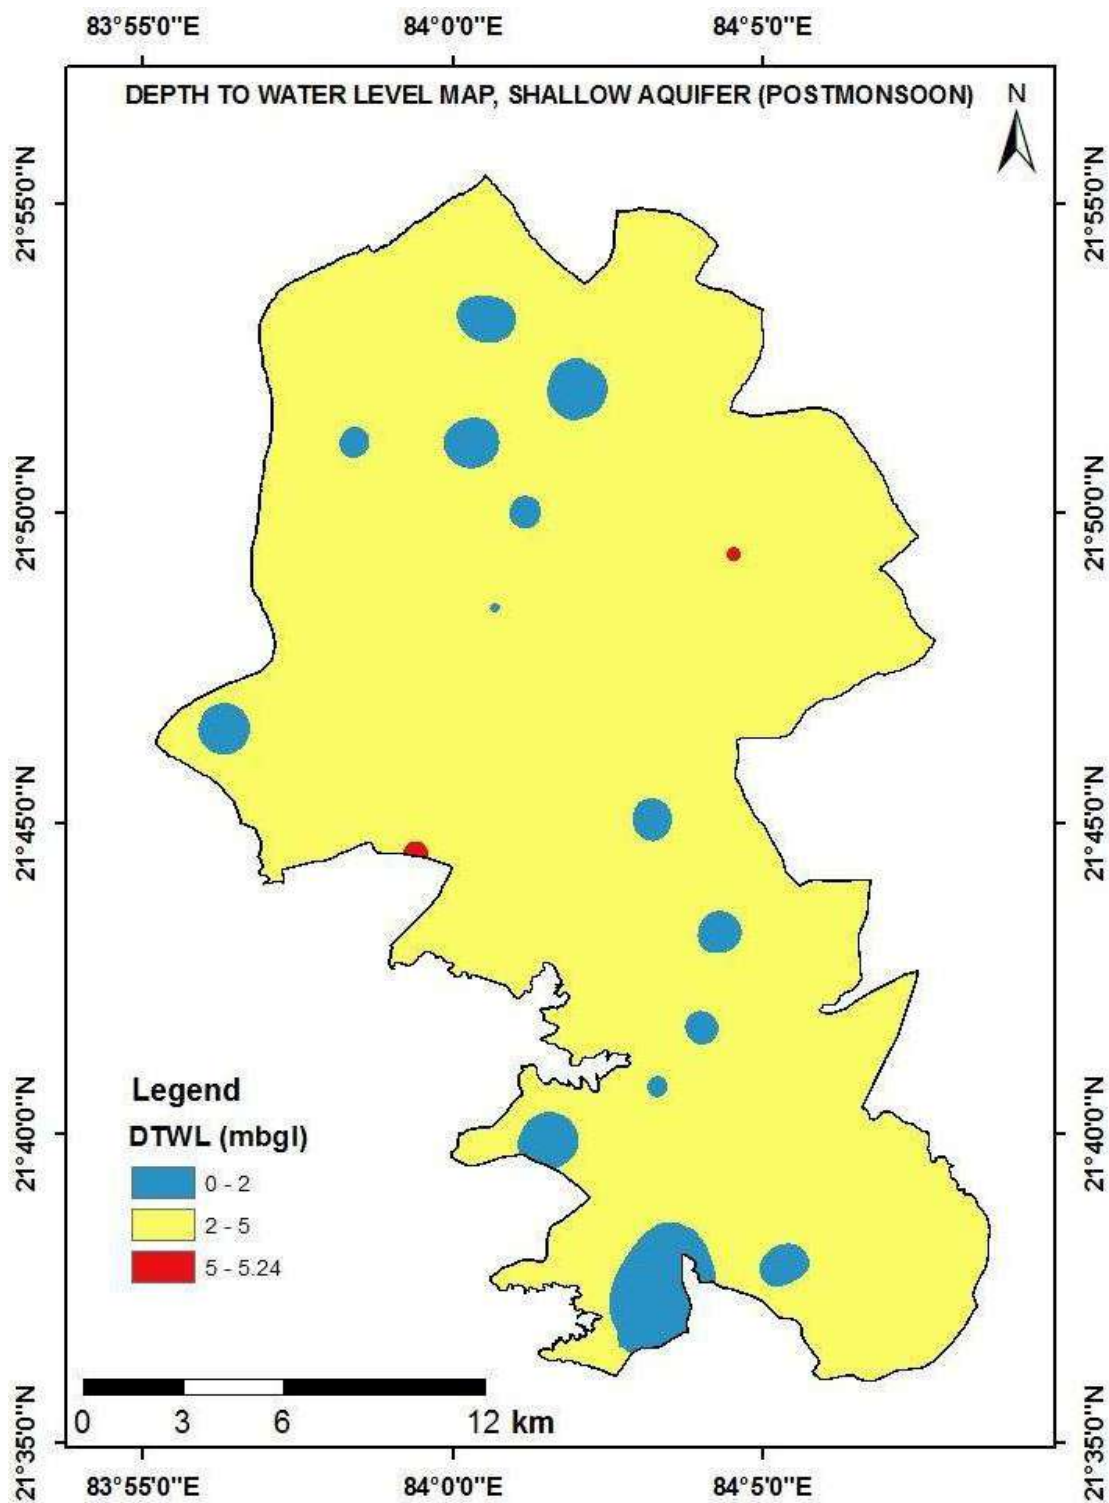 83°55'0"E 84°0'0"E 84°5'0"E
DEPTH TO WATER LEVEL MAP, SHALLOW AQUIFER (POSTMONSOON) N
21°55'0"N 21°55'0"N
21°50'0"N 21°50'0"N
21°45'0"N 21°45'0"N
21°40'0"N 21°40'0"N
Legend
DTWL (mbgl)
0 - 2
2 - 5
5 - 5.24
0 3 6 12 km
21°35'0"N 21°35'0"N
83°55'0"E 84°0'0"E 84°5'0"E